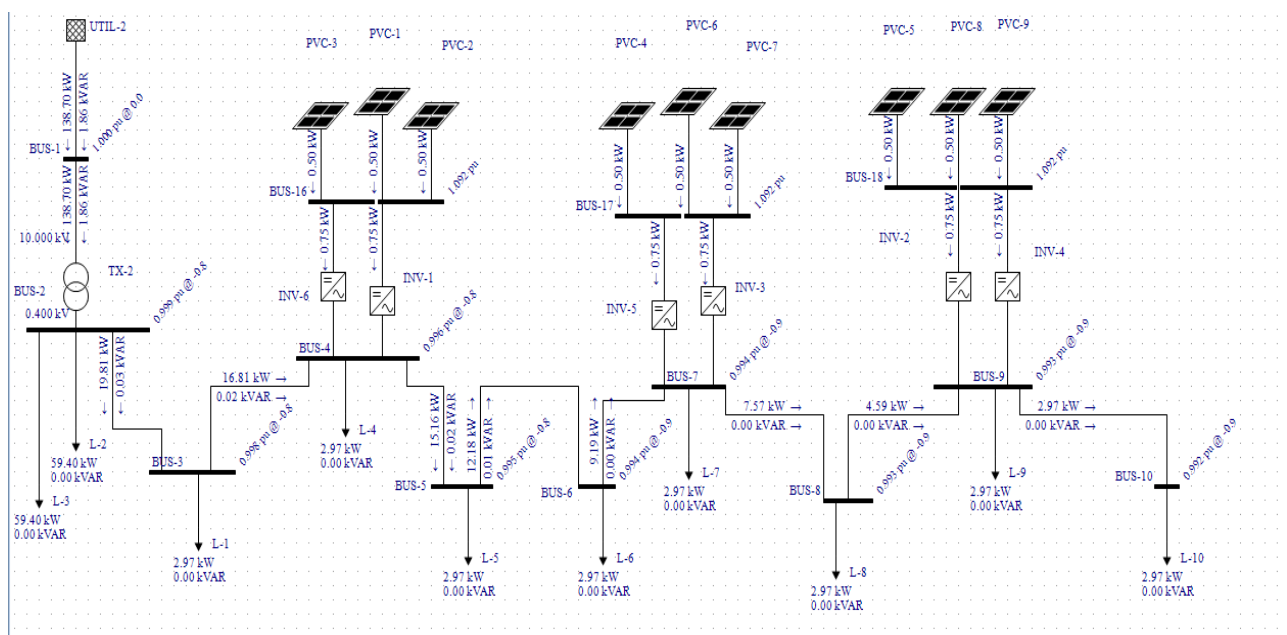 UTIL-2
← 138.70 kW
← 1.86 kVAR
1.000 pu @ 0.0
BUS-1
← 138.70 kW
← 1.86 kVAR
10.000 kV
TX-2
BUS-2
0.400 kV
0.999 pu @ -0.8
← 19.81 kW
← 0.03 kVAR
L-2
59.40 kW
0.00 kVAR
L-3
59.40 kW
0.00 kVAR
BUS-3
0.998 pu @ -0.8
L-1
2.97 kW
0.00 kVAR
16.81 kW →
0.02 kVAR →
PVC-3
PVC-1
PVC-2
← 0.50 kW
← 0.50 kW
← 0.50 kW
BUS-16
1.092 pu
← 0.75 kW
← 0.75 kW
INV-6
INV-1
BUS-4
0.996 pu @ -0.8
L-4
2.97 kW
0.00 kVAR
← 15.16 kW
← 0.02 kVAR
BUS-5
0.995 pu @ -0.8
12.18 kW →
0.01 kVAR →
L-5
2.97 kW
0.00 kVAR
BUS-6
0.994 pu @ -0.9
9.19 kW →
0.00 kVAR →
L-6
2.97 kW
0.00 kVAR
PVC-4
PVC-6
PVC-7
← 0.50 kW
← 0.50 kW
← 0.50 kW
BUS-17
1.092 pu
← 0.75 kW
← 0.75 kW
INV-5
INV-3
BUS-7
0.994 pu @ -0.9
L-7
2.97 kW
0.00 kVAR
7.57 kW →
0.00 kVAR →
BUS-8
0.993 pu @ -0.9
L-8
2.97 kW
0.00 kVAR
4.59 kW →
0.00 kVAR →
PVC-5
PVC-8
PVC-9
← 0.50 kW
← 0.50 kW
← 0.50 kW
BUS-18
1.092 pu
← 0.75 kW
← 0.75 kW
INV-2
INV-4
BUS-9
0.993 pu @ -0.9
L-9
2.97 kW
0.00 kVAR
2.97 kW →
0.00 kVAR →
BUS-10
0.992 pu @ -0.9
L-10
2.97 kW
0.00 kVAR